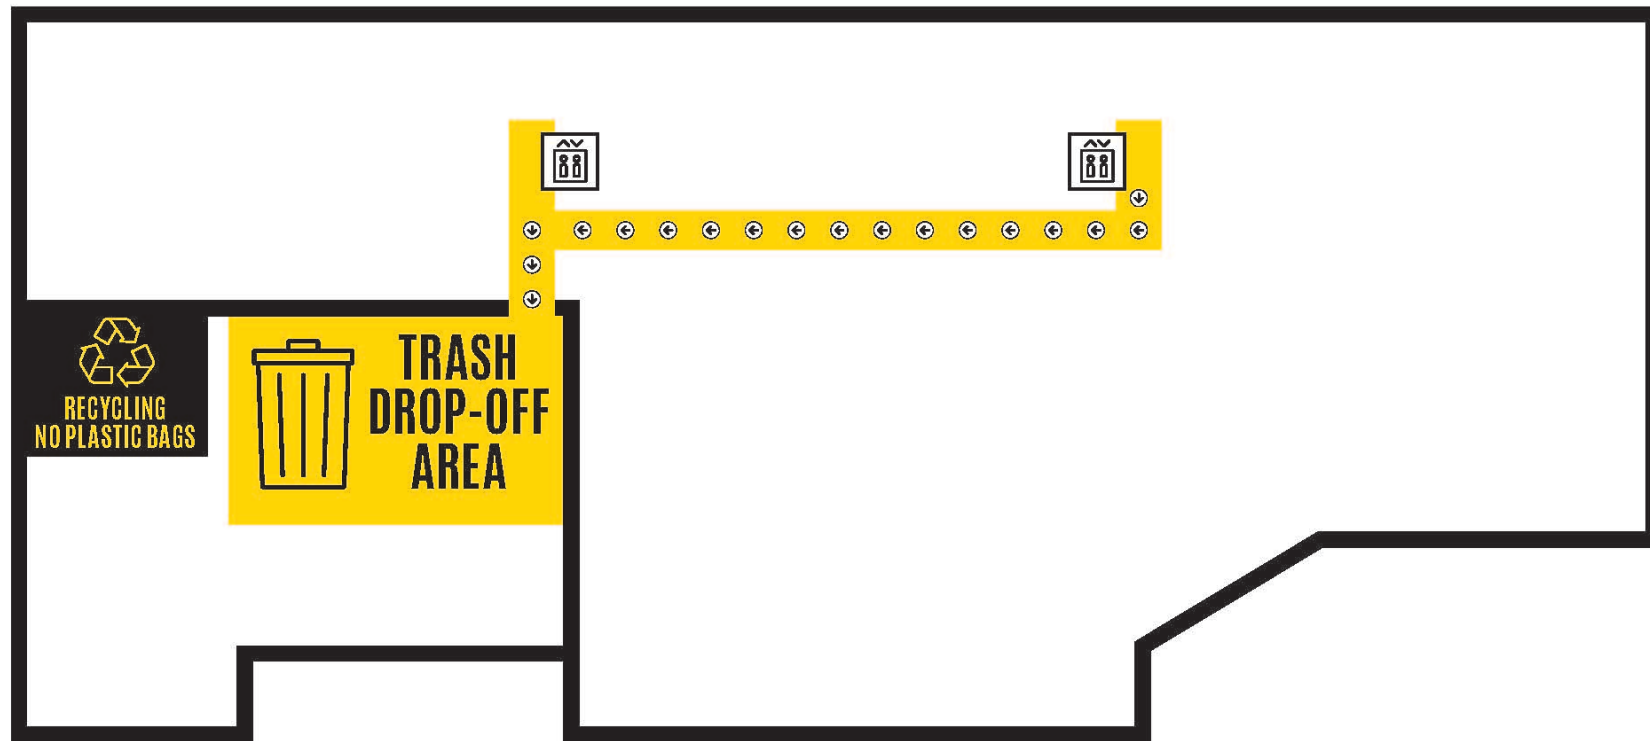 RECYCLING
NO PLASTIC BAGS
TRASH
DROP-OFF
AREA